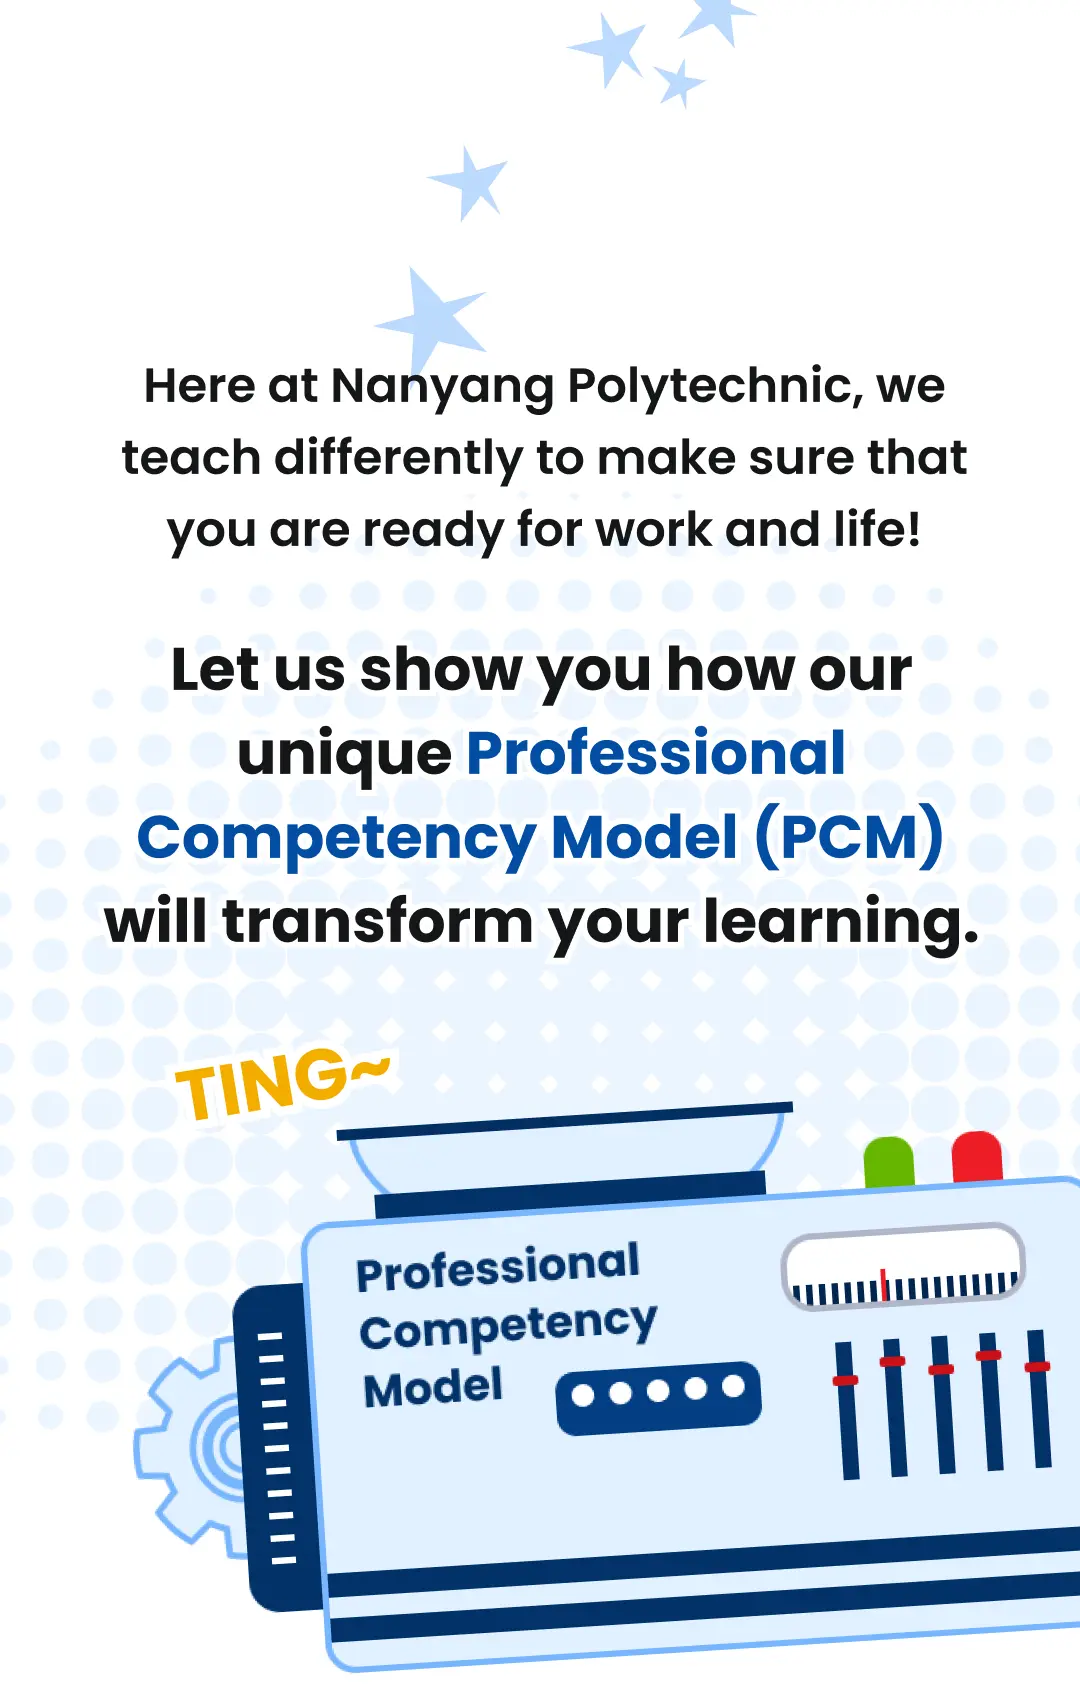 Here at Nanyang Polytechnic, we
teach differently to make sure that
you are ready for work and life!
Let us show you how our
unique Professional
Competency Model (PCM)
will transform your learning.
TING~
Professional
Competency
Model